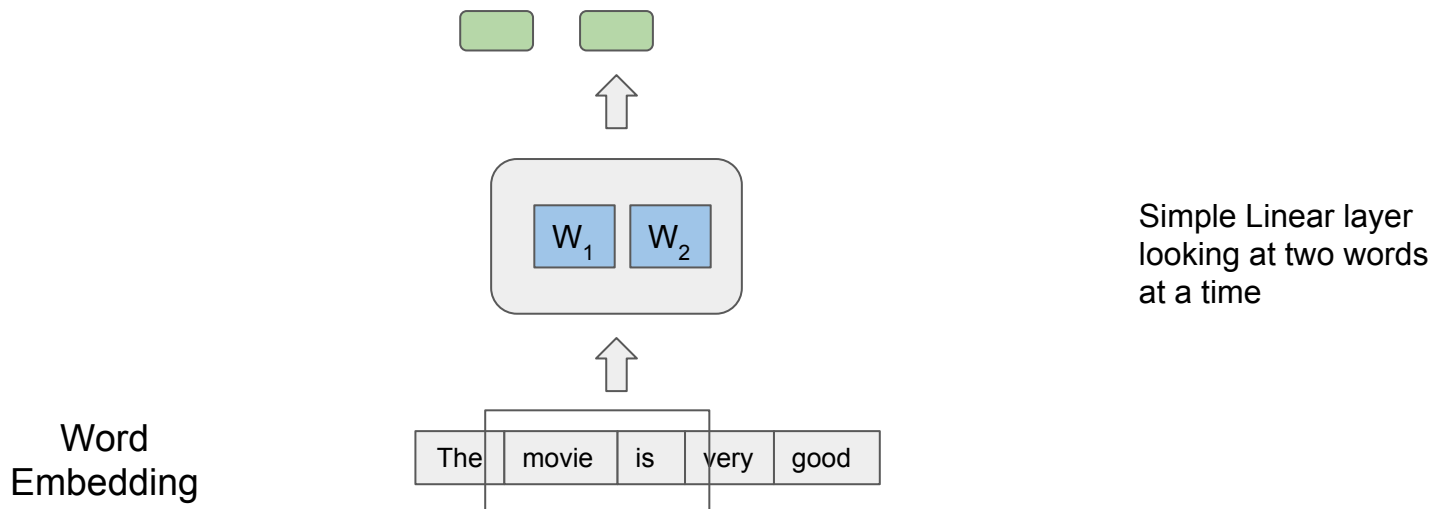 W₁ W₂
Simple Linear layer
looking at two words
at a time
Word
Embedding
The movie is very good